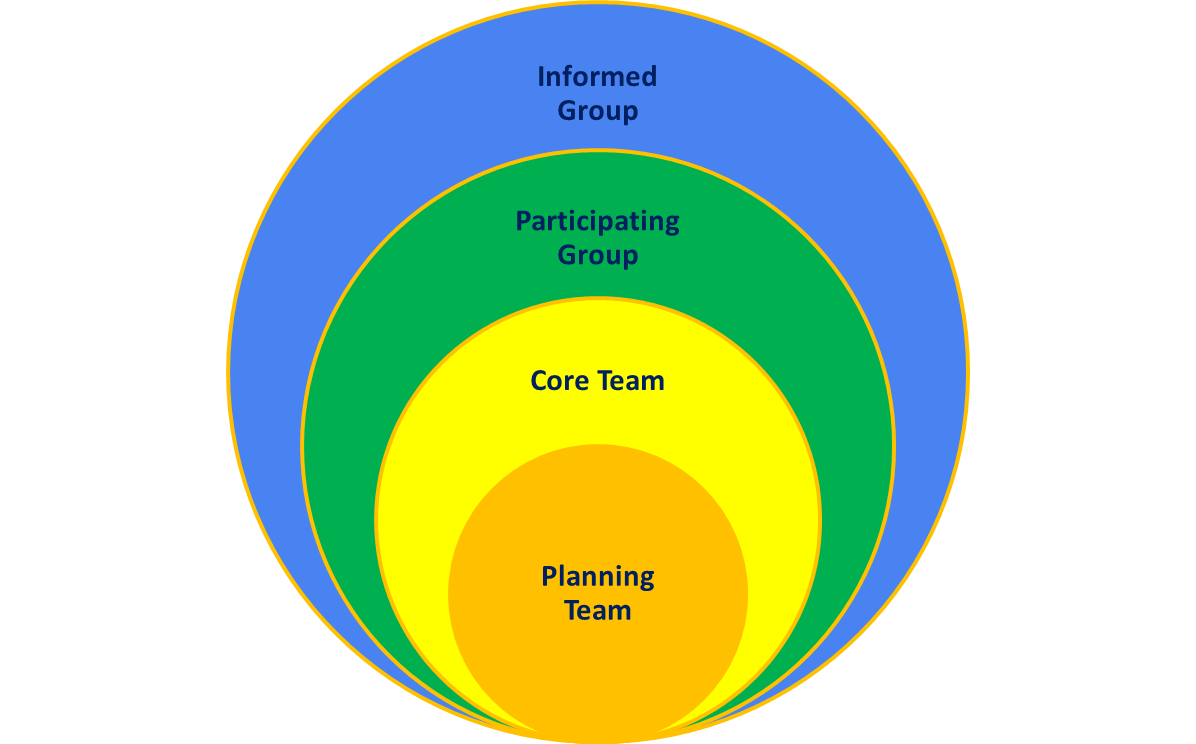 Informed
Group
Participating
Group
Core Team
Planning
Team